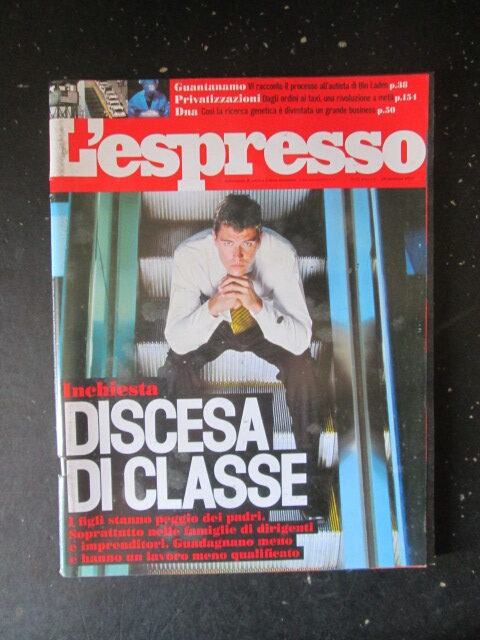 Guantanamo Vi racconto il processo all'autista di Bin Laden p.38
Privatizzazioni Dagli ordini ai taxi, una rivoluzione a metà p.154
Dna Così la ricerca genetica è diventata un grande business p.50
L'espresso
Inchiesta
DISCESA
DI CLASSE
I figli stanno peggio dei padri.
Soprattutto nelle famiglie di dirigenti
e imprenditori. Guadagnano meno
e hanno un lavoro meno qualificato